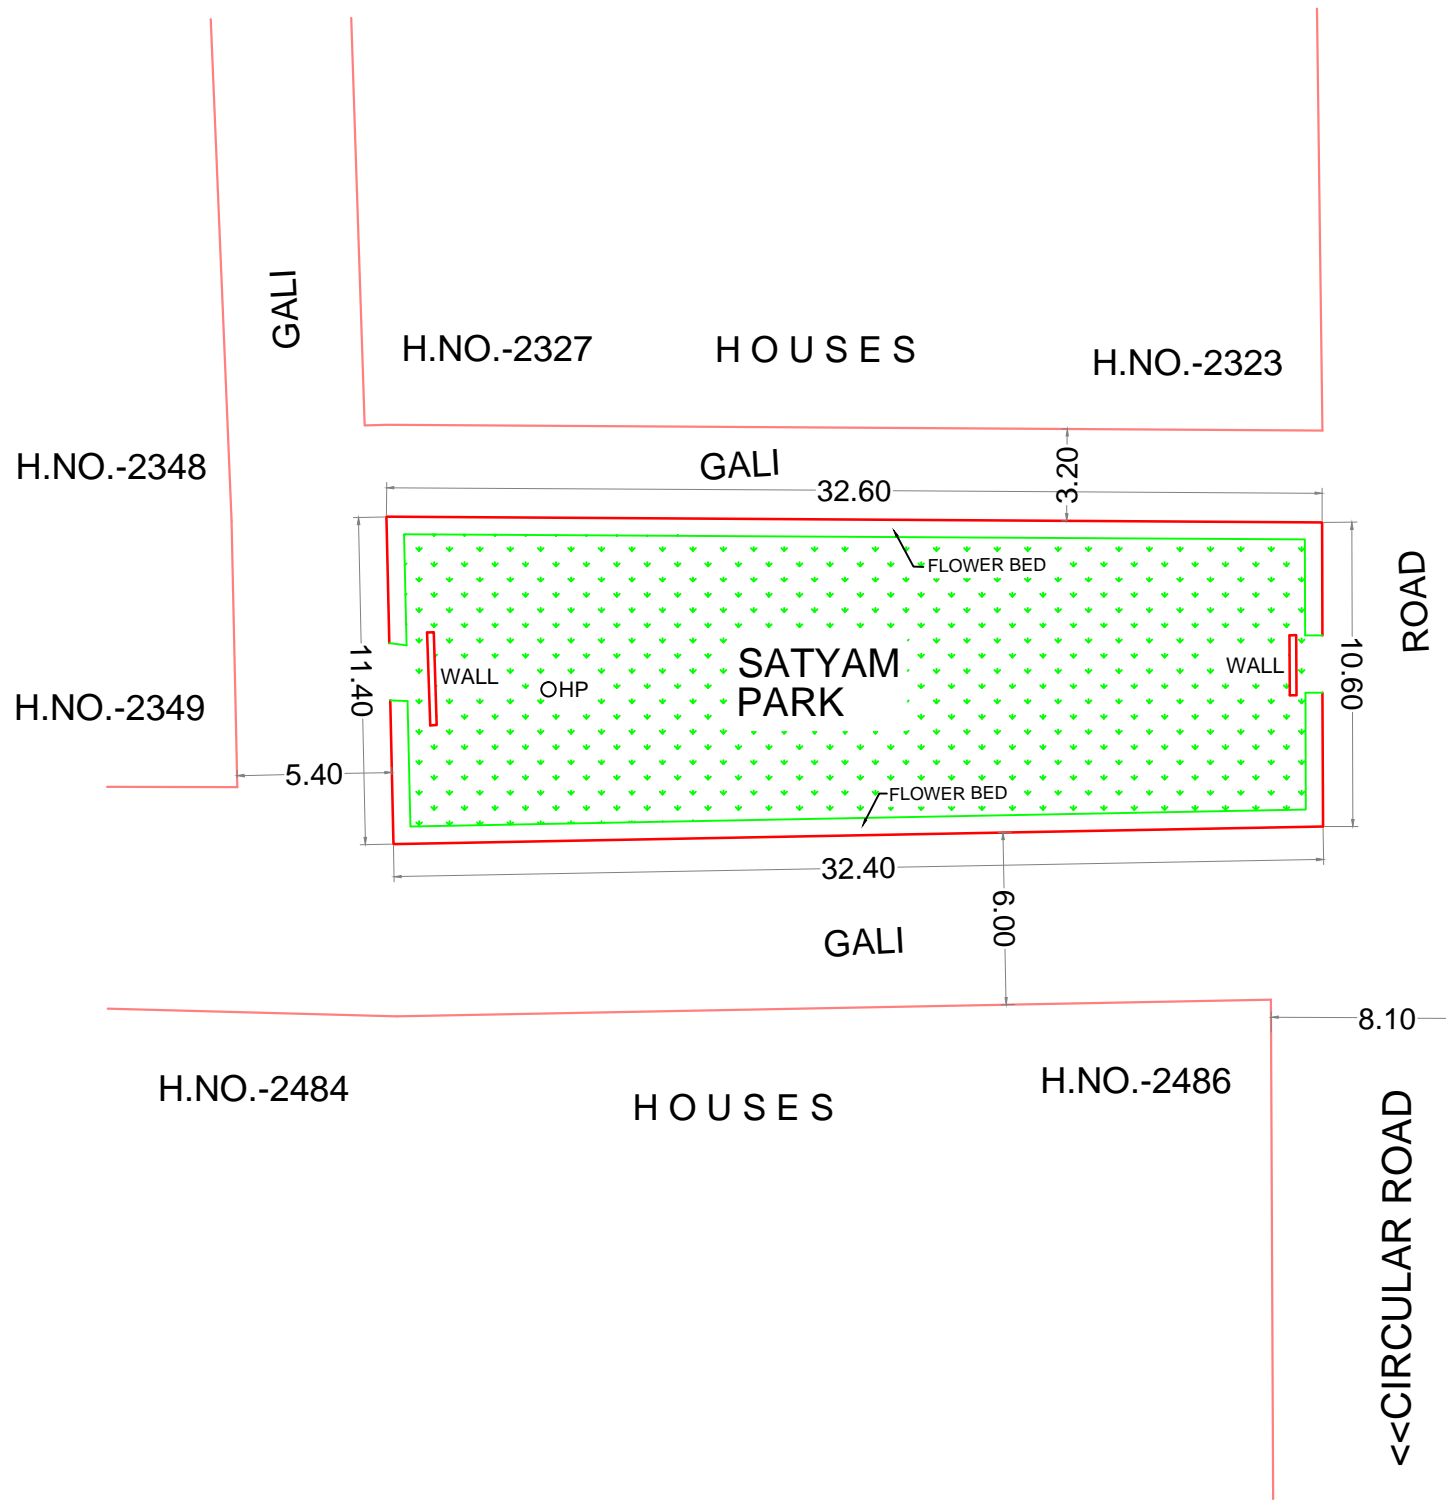 GALI
H.NO.-2327
H O U S E S
H.NO.-2323
H.NO.-2348
GALI
3.20
32.60
FLOWER BED
ROAD
SATYAM
PARK
WALL
WALL
11.40
OHP
10.60
H.NO.-2349
5.40
FLOWER BED
32.40
6.00
GALI
8.10
H.NO.-2484
H O U S E S
H.NO.-2486
<<CIRCULAR ROAD